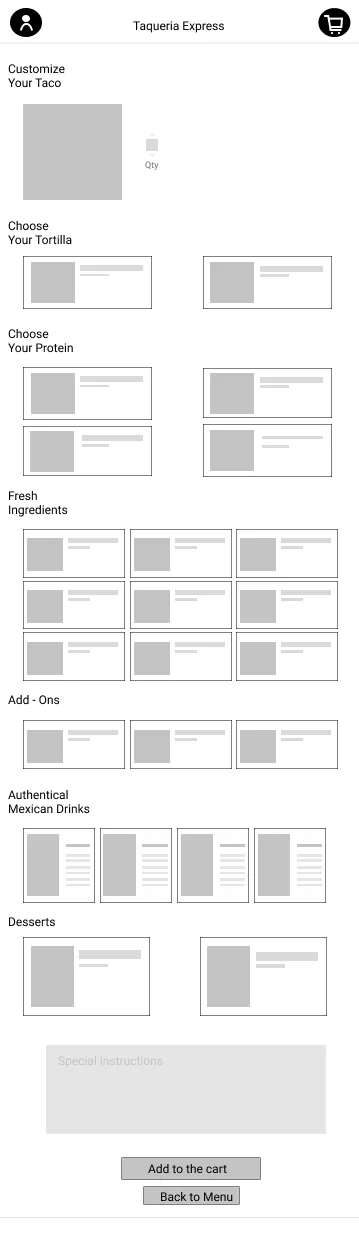 Taqueria Express
Customize
Your Taco
Qty
Choose
Your Tortilla
Choose
Your Protein
Fresh
Ingredients
Add - Ons
Authentical
Mexican Drinks
Desserts
Special Instructions
Add to the cart
Back to Menu